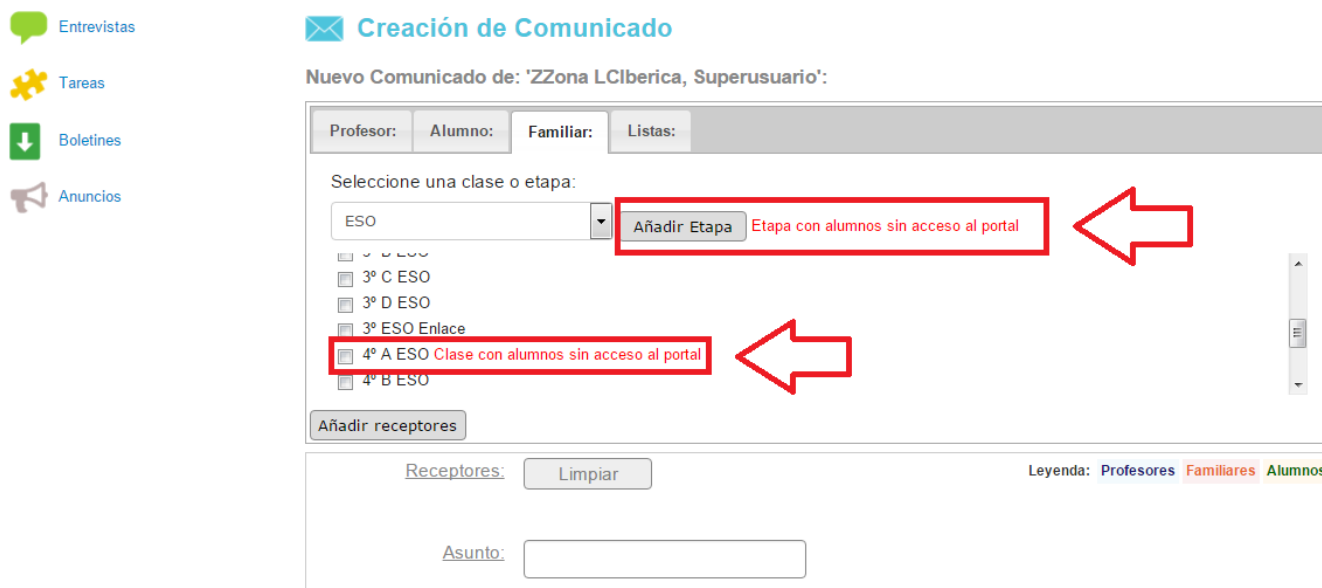 Entrevistas
Tareas
Boletines
Anuncios
Creación de Comunicado
Nuevo Comunicado de: 'ZZona LCIberica, Superusuario':
Profesor: Alumno: Familiar: Listas:
Seleccione una clase o etapa:
ESO Añadir Etapa Etapa con alumnos sin acceso al portal
3º C ESO
3º D ESO
3º ESO Enlace
4º A ESO Clase con alumnos sin acceso al portal
4º B ESO
Añadir receptores
Receptores: Limpiar Leyenda: Profesores Familiares Alumnos
Asunto: